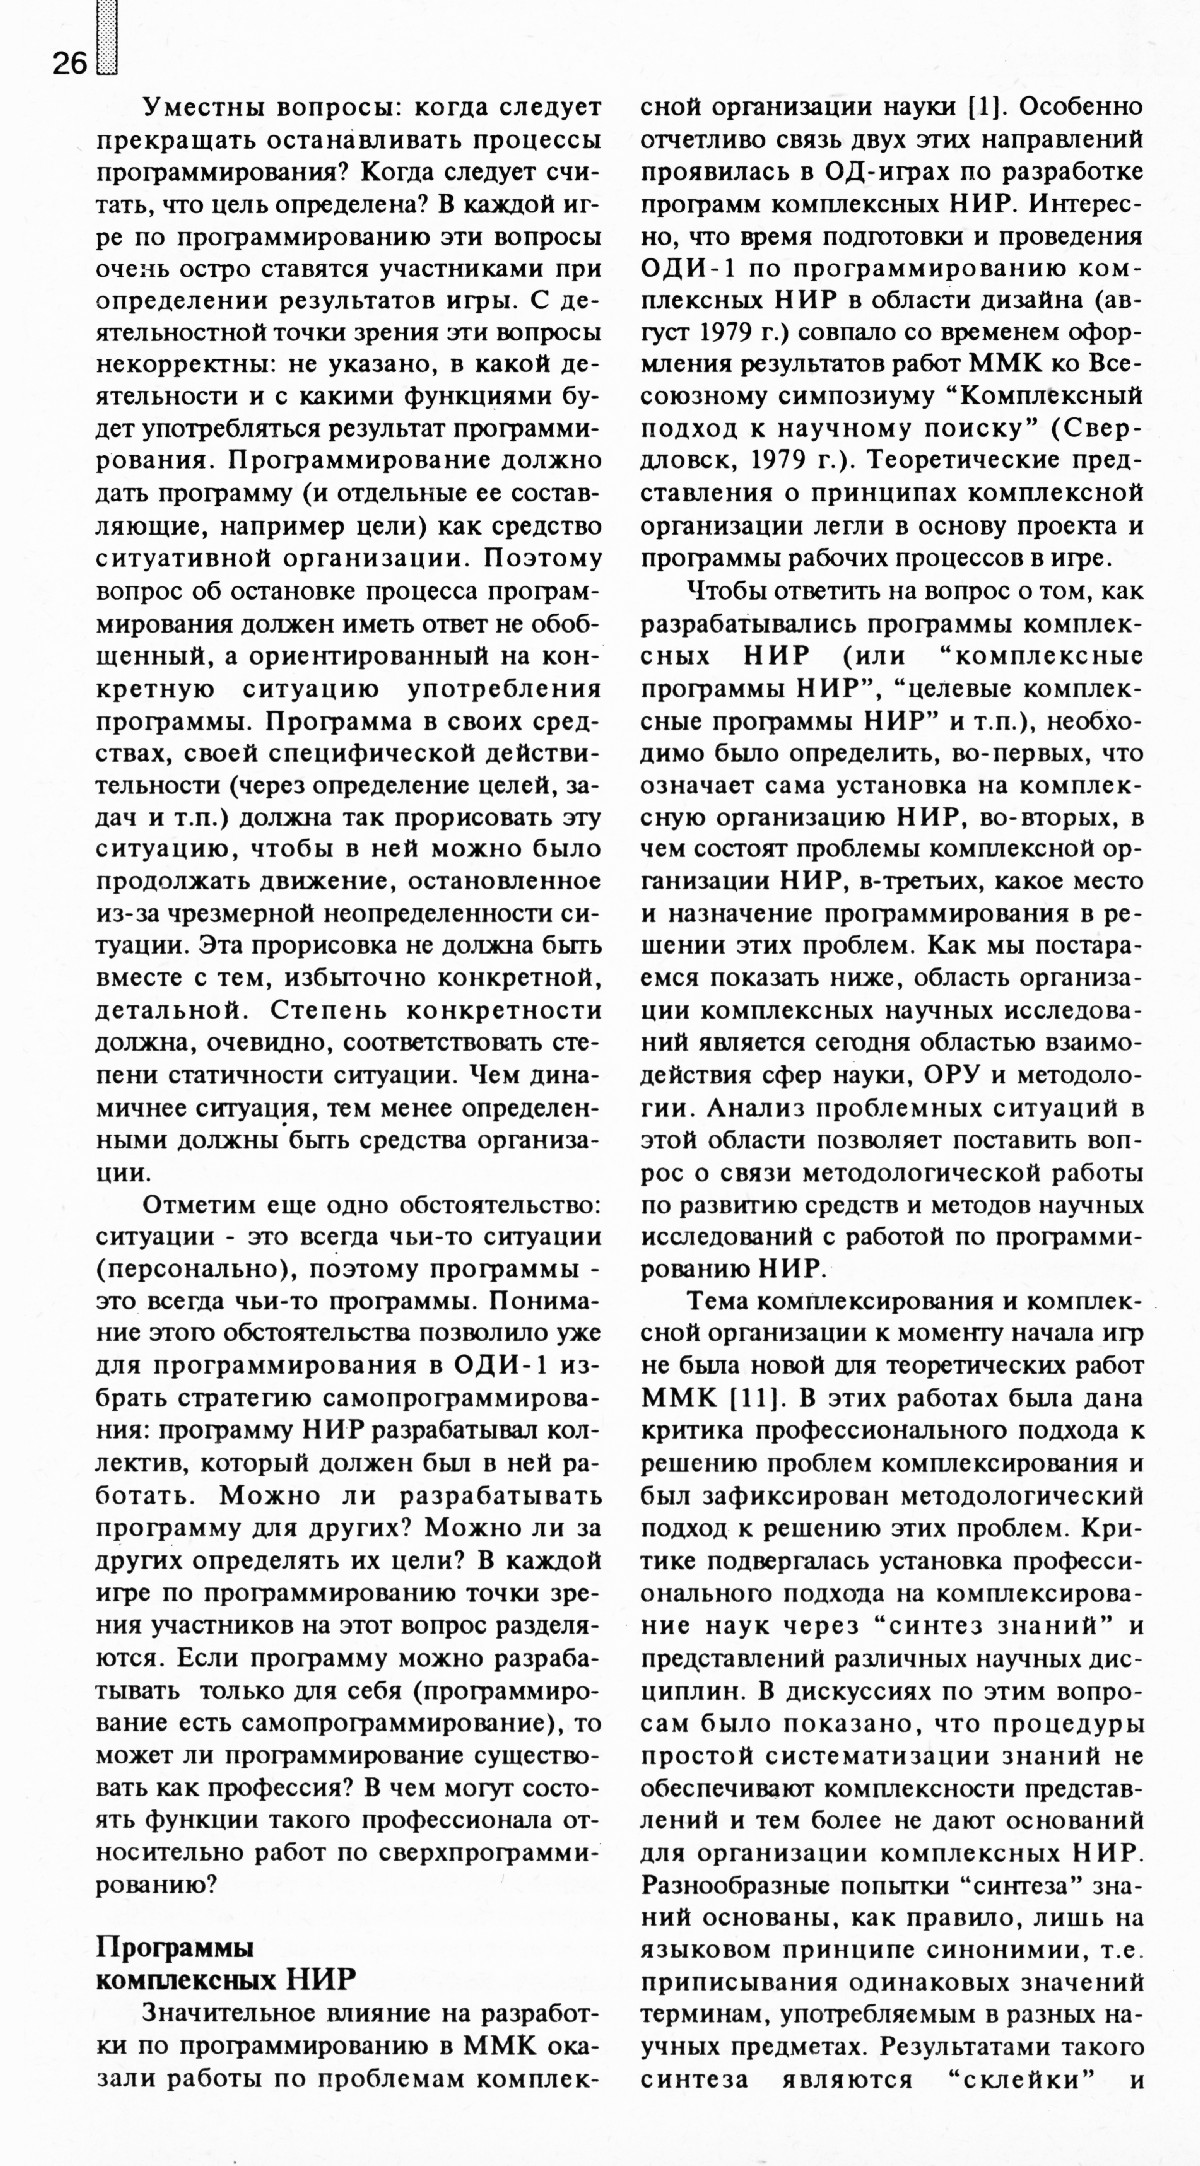 26
Уместны вопросы: когда следует
прекращать останавливать процессы
программирования? Когда следует счи-
тать, что цель определена? В каждой иг-
ре по программированию эти вопросы
очень остро ставятся участниками при
определении результатов игры. С де-
ятельностной точки зрения эти вопросы
некорректны: не указано, в какой де-
ятельности и с какими функциями бу-
дет употребляться результат программи-
рования. Программирование должно
дать программу (и отдельные ее состав-
ляющие, например цели) как средство
ситуативной организации. Поэтому
вопрос об остановке процесса програм-
мирования должен иметь ответ не обоб-
щенный, а ориентированный на кон-
кретную ситуацию употребления
программы. Программа в своих сред-
ствах, своей специфической действи-
тельности (через определение целей, за-
дач и т.п.) должна так прорисовать эту
ситуацию, чтобы в ней можно было
продолжать движение, остановленное
из-за чрезмерной неопределенности си-
туации. Эта прорисовка не должна быть
вместе с тем, избыточно конкретной,
детальной. Степень конкретности
должна, очевидно, соответствовать сте-
пени статичности ситуации. Чем дина-
мичнее ситуация, тем менее определен-
ными должны быть средства организа-
ции.
Отметим еще одно обстоятельство:
ситуации - это всегда чьи-то ситуации
(персонально), поэтому программы -
это всегда чьи-то программы. Понима-
ние этого обстоятельства позволило уже
для программирования в ОДИ-1 из-
брать стратегию самопрограммирова-
ния: программу НИР разрабатывал кол-
лектив, который должен был в ней ра-
ботать. Можно ли разрабатывать
программу для других? Можно ли за
других определять их цели? В каждой
игре по программированию точки зре-
ния участников на этот вопрос разделя-
ются. Если программу можно разраба-
тывать только для себя (программиро-
вание есть самопрограммирование), то
может ли программирование существо-
вать как профессия? В чем могут состо-
ять функции такого профессионала от-
носительно работ по сверхпрограмми-
рованию?
Программы
комплексных НИР
Значительное влияние на разработ-
ки по программированию в ММК ока-
зали работы по проблемам комплек-
сной организации науки [1]. Особенно
отчетливо связь двух этих направлений
проявилась в ОД-играх по разработке
программ комплексных НИР. Интерес-
но, что время подготовки и проведения
ОДИ-1 по программированию ком-
плексных НИР в области дизайна (ав-
густ 1979 г.) совпало со временем офор-
мления результатов работ ММК ко Все-
союзному симпозиуму “Комплексный
подход к научному поиску” (Свер-
дловск, 1979 г.). Теоретические пред-
ставления о принципах комплексной
организации легли в основу проекта и
программы рабочих процессов в игре.
Чтобы ответить на вопрос о том, как
разрабатывались программы комплек-
сных НИР (или “комплексные
программы НИР”, “целевые комплек-
сные программы НИР” и т.п.), необхо-
димо было определить, во-первых, что
означает сама установка на комплек-
сную организацию НИР, во-вторых, в
чем состоят проблемы комплексной ор-
ганизации НИР, в-третьих, какое место
и назначение программирования в ре-
шении этих проблем. Как мы постара-
емся показать ниже, область организа-
ции комплексных научных исследова-
ний является сегодня областью взаимо-
действия сфер науки, ОРУ и методоло-
гии. Анализ проблемных ситуаций в
этой области позволяет поставить воп-
рос о связи методологической работы
по развитию средств и методов научных
исследований с работой по программи-
рованию НИР.
Тема комплексирования и комплек-
сной организации к моменту начала игр
не была новой для теоретических работ
ММК [11]. В этих работах была дана
критика профессионального подхода к
решению проблем комплексирования и
был зафиксирован методологический
подход к решению этих проблем. Кри-
тике подвергалась установка професси-
онального подхода на комплексирова-
ние наук через “синтез знаний” и
представлений различных научных дис-
циплин. В дискуссиях по этим вопро-
сам было показано, что процедуры
простой систематизации знаний не
обеспечивают комплексности представ-
лений и тем более не дают оснований
для организации комплексных НИР.
Разнообразные попытки “синтеза” зна-
ний основаны, как правило, лишь на
языковом принципе синонимии, т.е.
приписывания одинаковых значений
терминам, употребляемым в разных на-
учных предметах. Результатами такого
синтеза являются “склейки” и